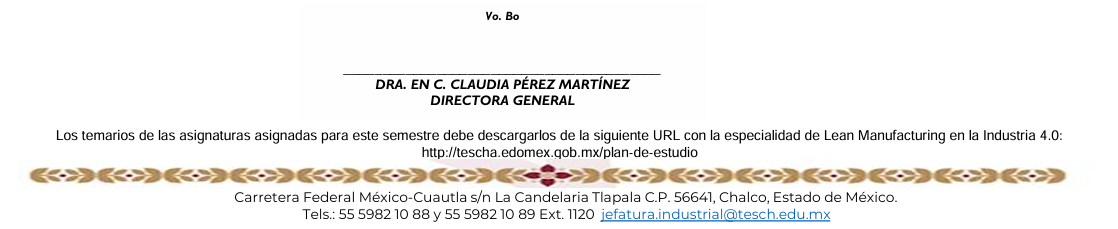 Vo. Bo
DRA. EN C. CLAUDIA PÉREZ MARTÍNEZ
DIRECTORA GENERAL
Los temarios de las asignaturas asignadas para este semestre debe descargarlos de la siguiente URL con la especialidad de Lean Manufacturing en la Industria 4.0:
http://tescha.edomex.gob.mx/plan-de-estudio
Carretera Federal México-Cuautla s/n La Candelaria Tlapala C.P. 56641, Chalco, Estado de México.
Tels.: 55 5982 10 88 y 55 5982 10 89 Ext. 1120 jefatura.industrial@tesch.edu.mx